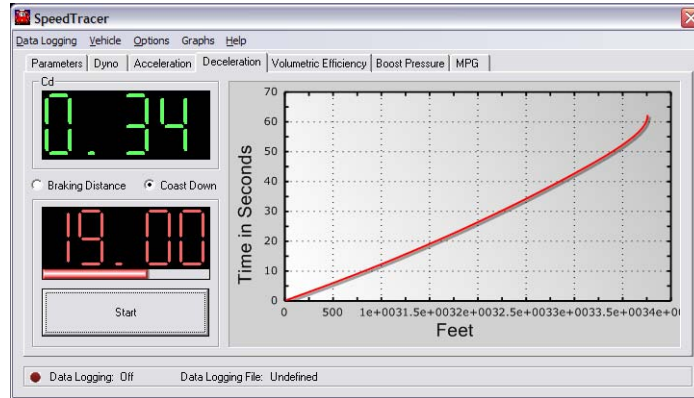 SpeedTracer
Data Logging Vehicle Options Graphs Help
Parameters Dyno Acceleration Deceleration Volumetric Efficiency Boost Pressure MPG
Cd
0.34
Braking Distance Coast Down
19.00
Start
70
60
50
40
30
20
10
0
Time in Seconds
0 500 1e+0031.5e+0032e+0032.5e+0033e+0033.5e+0034e+0
Feet
Data Logging: Off Data Logging File: Undefined